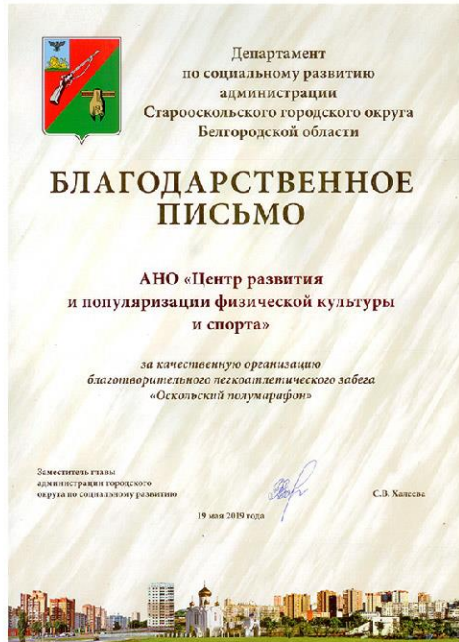 Департамент
по социальному развитию
администрации
Старооскольского городского округа
Белгородской области
БЛАГОДАРСТВЕННОЕ
ПИСЬМО
АНО «Центр развития
и популяризации физической культуры
и спорта»
за качественную организацию
благотворительного легкоатлетического забега
«Оскольский полумарафон»
Заместитель главы
администрации городского
округа по социальному развитию
С.В. Халеева
19 мая 2019 года